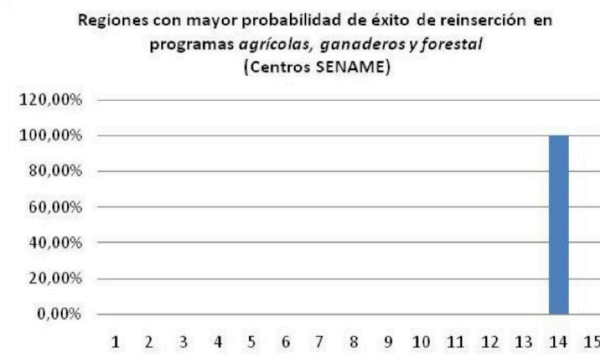 Regiones con mayor probabilidad de éxito de reinserción en
programas agrícolas, ganaderos y forestal
(Centros SENAME)
120,00%
100,00%
80,00%
60,00%
40,00%
20,00%
0,00%
1 2 3 4 5 6 7 8 9 10 11 12 13 14 15